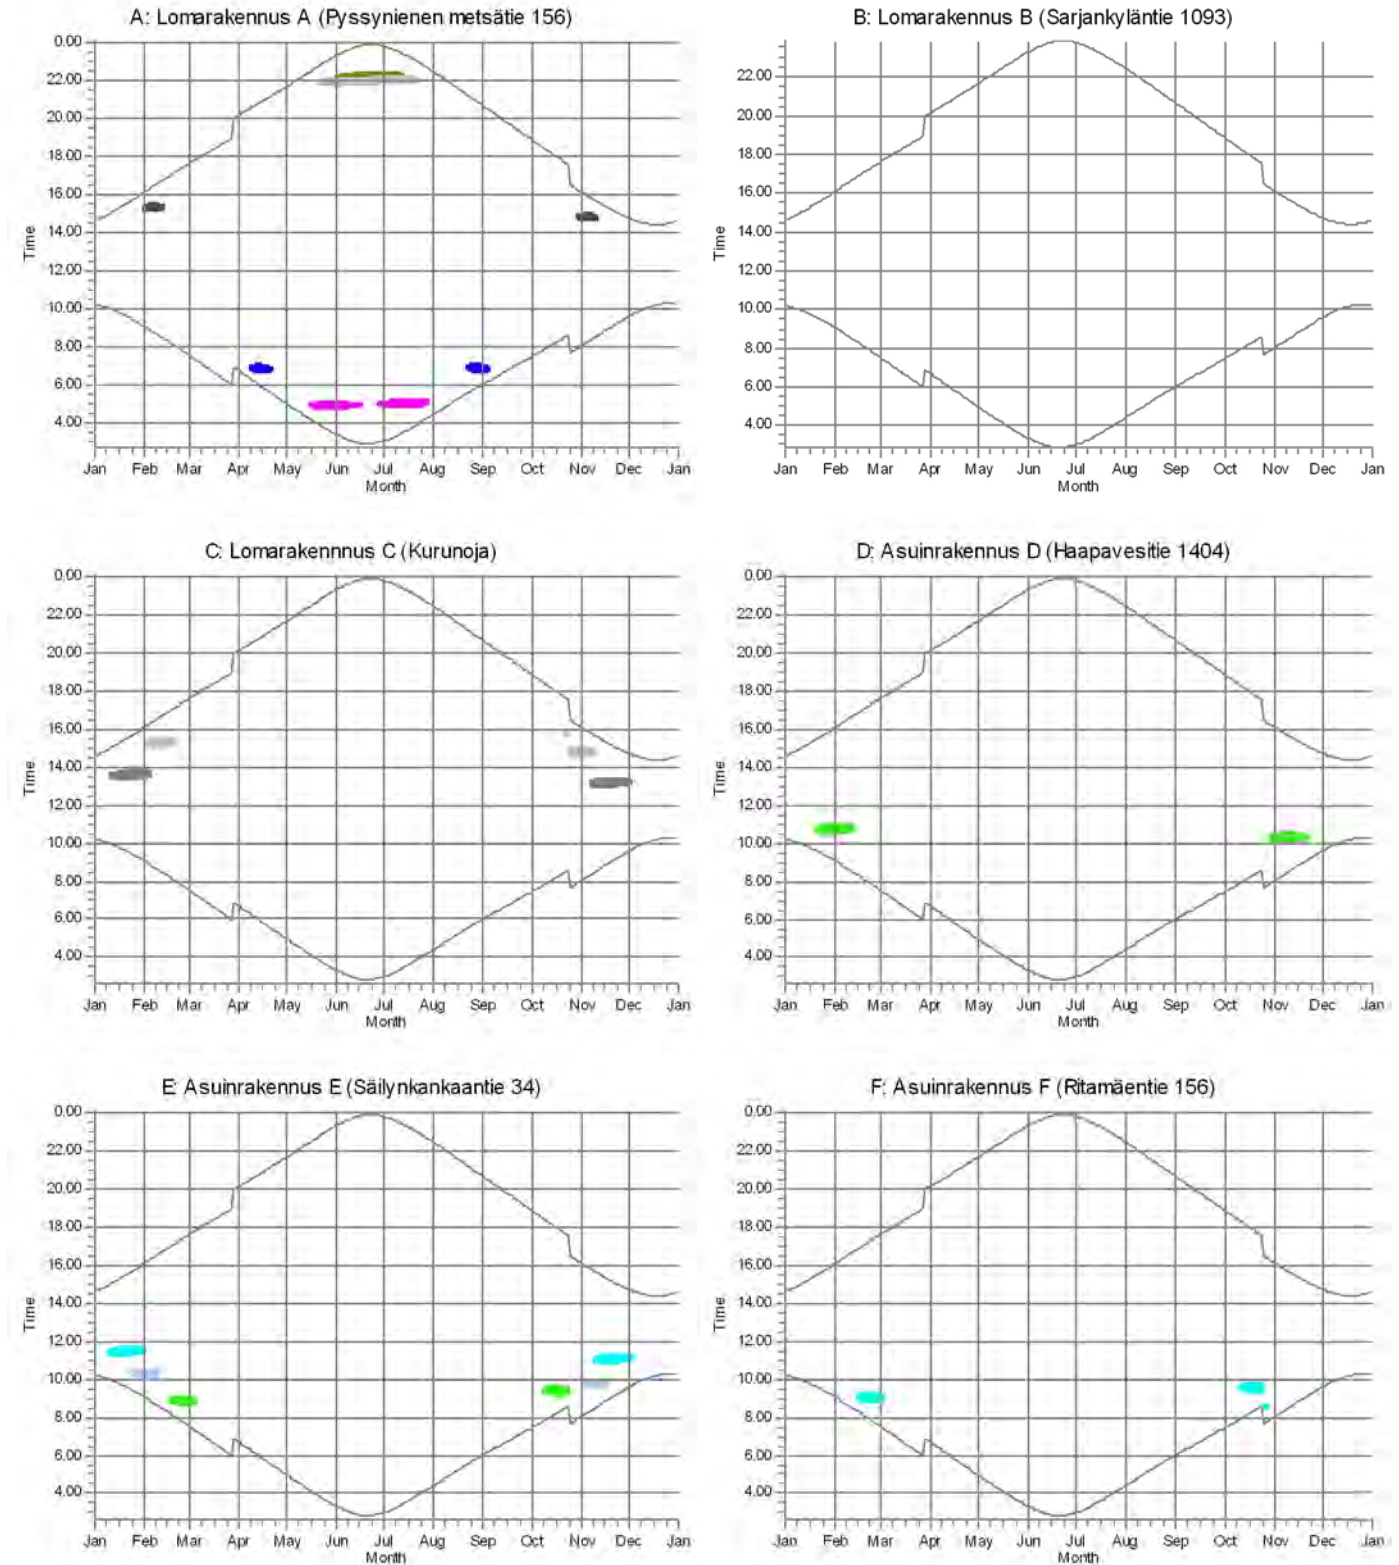 A: Lomarakennus A (Pyssynienen metsätie 156)
0.00
22.00
20.00
18.00
16.00
14.00
12.00
10.00
8.00
6.00
4.00
Time
Jan Feb Mar Apr May Jun Jul Aug Sep Oct Nov Dec Jan
Month
B: Lomarakennus B (Sarjankyläntie 1093)
22.00
20.00
18.00
16.00
14.00
12.00
10.00
8.00
6.00
4.00
Time
Jan Feb Mar Apr May Jun Jul Aug Sep Oct Nov Dec Jan
Month
C: Lomarakennnus C (Kurunoja)
0.00
22.00
20.00
18.00
16.00
14.00
12.00
10.00
8.00
6.00
4.00
Time
Jan Feb Mar Apr May Jun Jul Aug Sep Oct Nov Dec Jan
Month
D: Asuinrakennus D (Haapavesitie 1404)
0.00
22.00
20.00
18.00
16.00
14.00
12.00
10.00
8.00
6.00
4.00
Time
Jan Feb Mar Apr May Jun Jul Aug Sep Oct Nov Dec Jan
Month
E: Asuinrakennus E (Säilynkankaantie 34)
0.00
22.00
20.00
18.00
16.00
14.00
12.00
10.00
8.00
6.00
4.00
Time
Jan Feb Mar Apr May Jun Jul Aug Sep Oct Nov Dec Jan
Month
F: Asuinrakennus F (Ritamäentie 156)
0.00
22.00
20.00
18.00
16.00
14.00
12.00
10.00
8.00
6.00
4.00
Time
Jan Feb Mar Apr May Jun Jul Aug Sep Oct Nov Dec Jan
Month